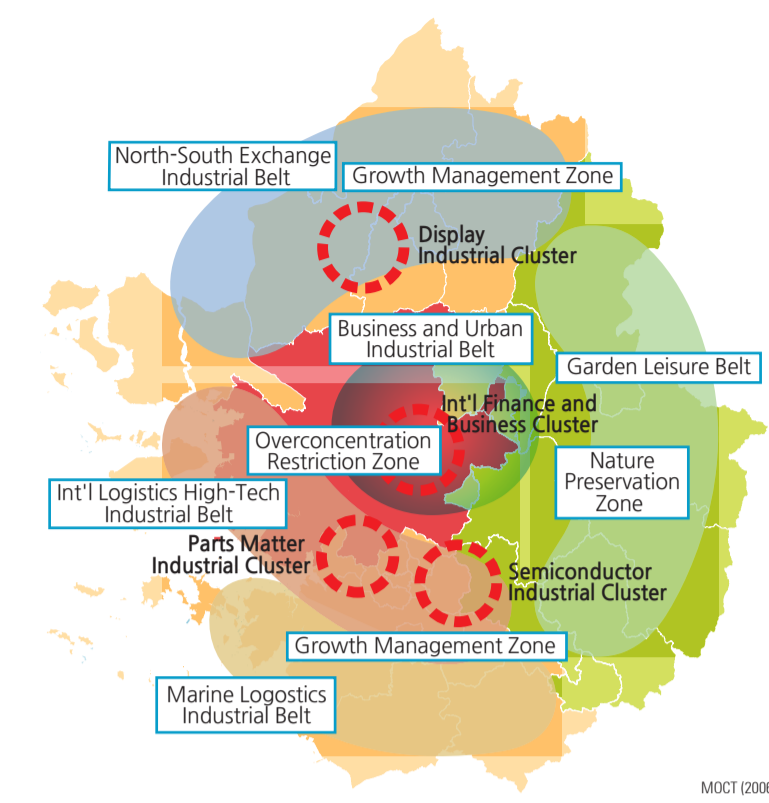 North-South Exchange
Industrial Belt
Growth Management Zone
Display
Industrial Cluster
Business and Urban
Industrial Belt
Garden Leisure Belt
Int'l Finance and
Business Cluster
Overconcentration
Restriction Zone
Nature
Preservation
Zone
Int'l Logistics High-Tech
Industrial Belt
Parts Matter
Industrial Cluster
Semiconductor
Industrial Cluster
Growth Management Zone
Marine Logostics
Industrial Belt
MOCT (2006